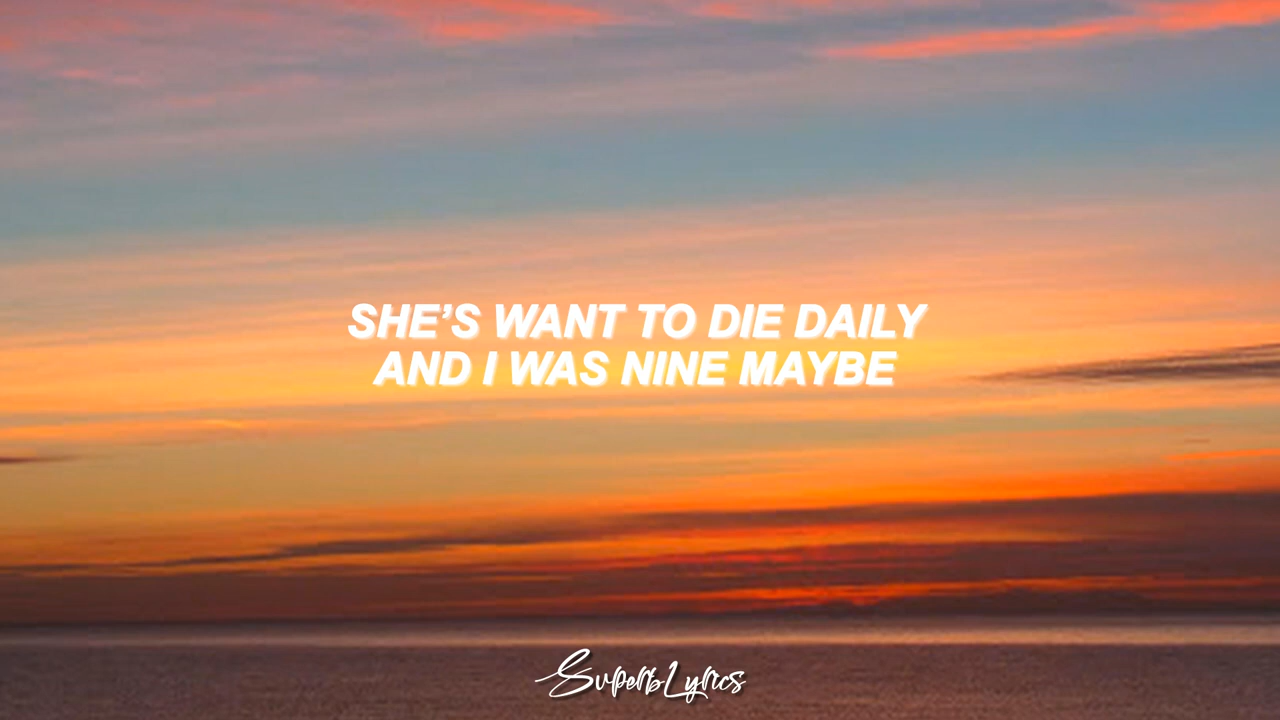 SHE’S WANT TO DIE DAILY
AND I WAS NINE MAYBE
SuperbLyrics